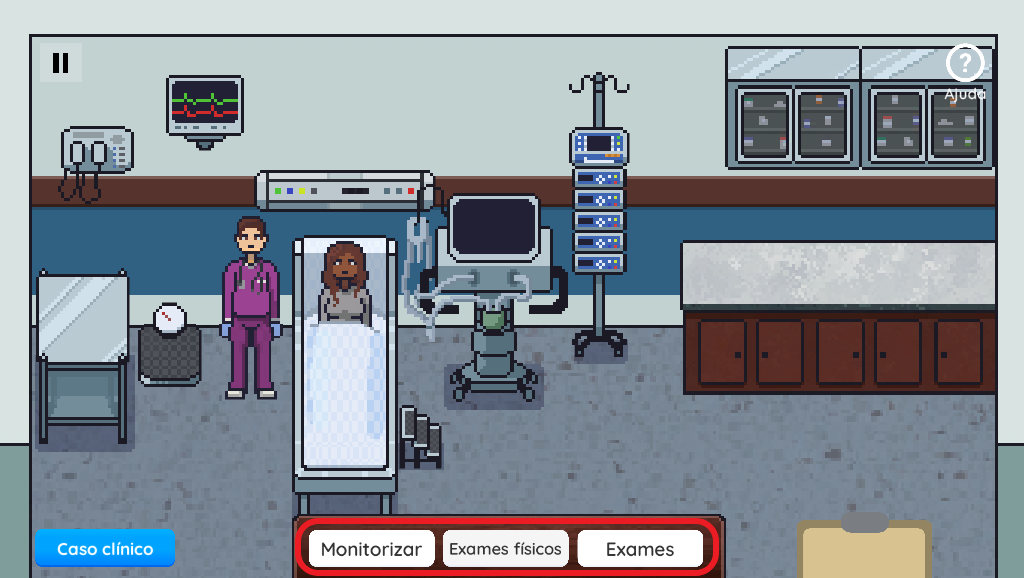 ?
Ajuda
Caso clínico
Monitorizar
Exames físicos
Exames